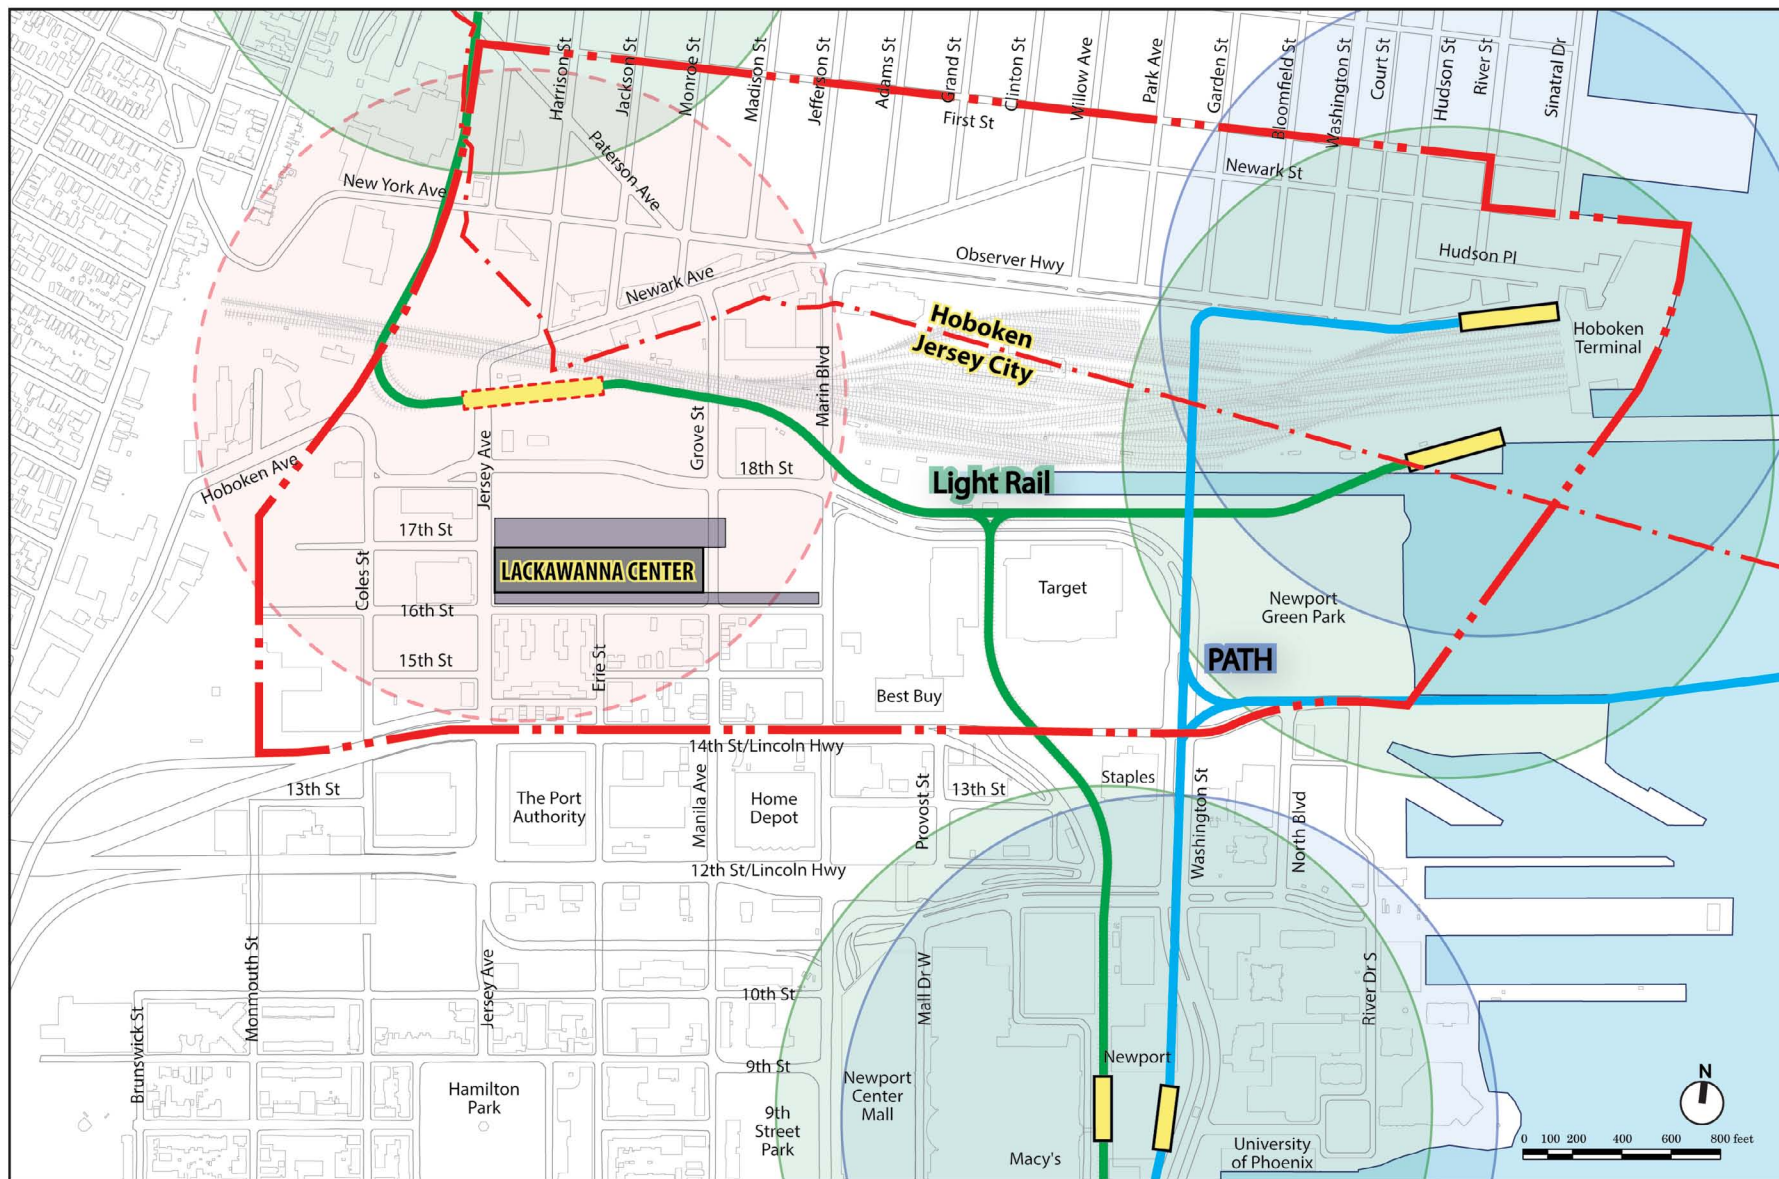 Harrison St
Jackson St
Monroe St
Madison St
Jefferson St
Adams St
Grand St
Clinton St
Willow Ave
Park Ave
Garden St
Bloomfield St
Washington St
Court St
Hudson St
River St
Sinatral Dr
First St
Paterson Ave
New York Ave
Newark St
Observer Hwy
Hudson Pl
Newark Ave
Hoboken
Jersey City
Hoboken
Terminal
Marin Blvd
Grove St
Jersey Ave
Hoboken Ave
18th St
Light Rail
17th St
LACKAWANNA CENTER
Coles St
16th St
Target
Newport
Green Park
15th St
Erie St
PATH
Best Buy
14th St/Lincoln Hwy
13th St
The Port
Authority
Manila Ave
Home
Depot
Provost St
13th St
Staples
Washington St
North Blvd
12th St/Lincoln Hwy
Monmouth St
Jersey Ave
10th St
Mall Dr W
River Dr S
Brunswick St
9th St
Newport
Hamilton
Park
Newport
Center
Mall
9th
Street
Park
Macy's
University
of Phoenix
N
0 100 200 400 600 800 feet